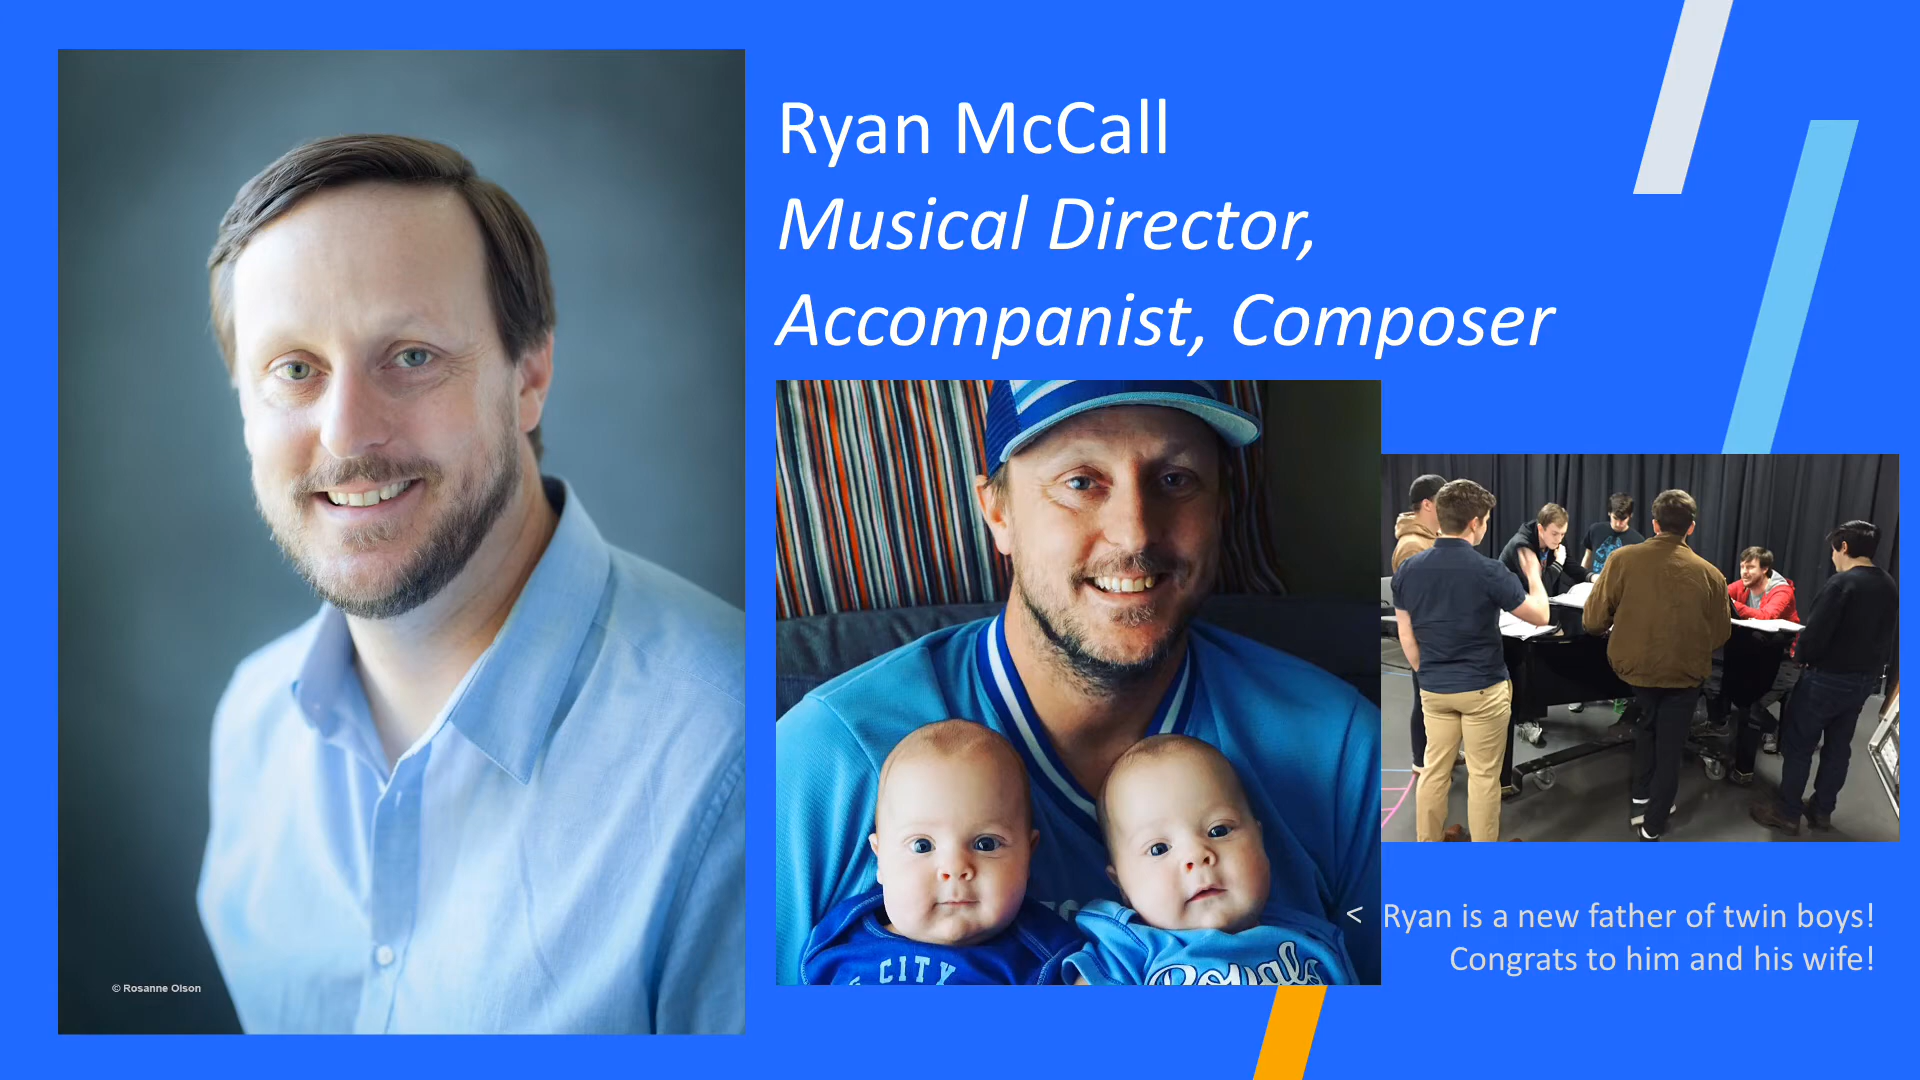 Ryan McCall
Musical Director,
Accompanist, Composer
CITY
Royals
< Ryan is a new father of twin boys!
Congrats to him and his wife!
© Rosanne Olson